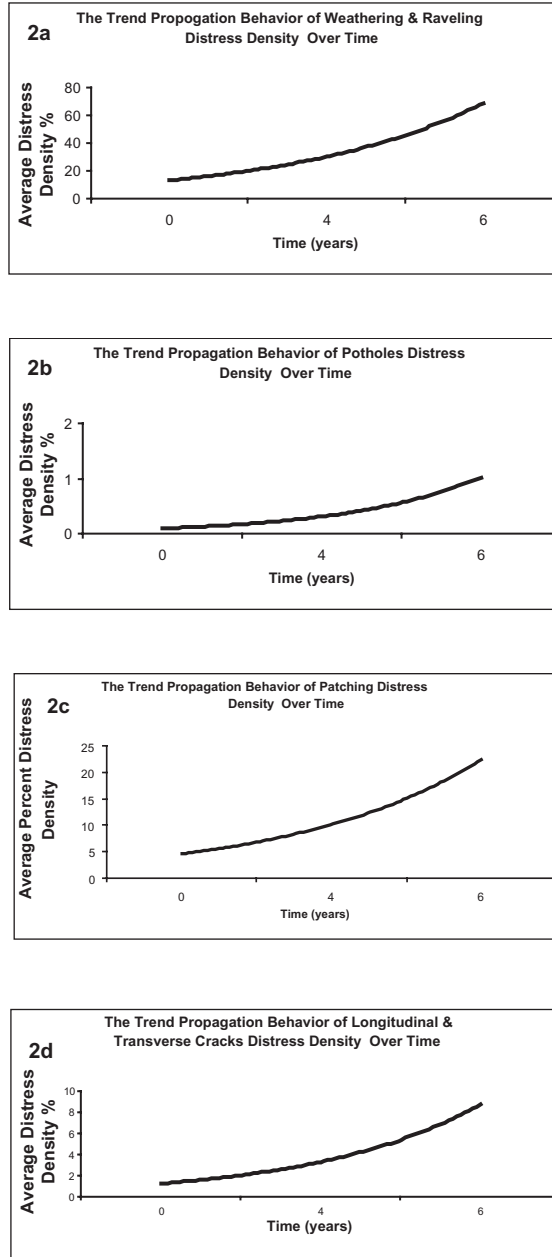 2a
The Trend Propogation Behavior of Weathering & Raveling
Distress Density Over Time
Average Distress
Density %
80
60
40
20
0
0 4 6
Time (years)
2b
The Trend Propagation Behavior of Potholes Distress
Density Over Time
Average Distress
Density %
2
1
0
0 4 6
Time (years)
2c
The Trend Propagation Behavior of Patching Distress
Density Over Time
Average Percent Distress
Density
25
20
15
10
5
0
0 4 6
Time (years)
2d
The Trend Propagation Behavior of Longitudinal &
Transverse Cracks Distress Density Over Time
Average Distress
Density %
10
8
6
4
2
0
0 4 6
Time (years)